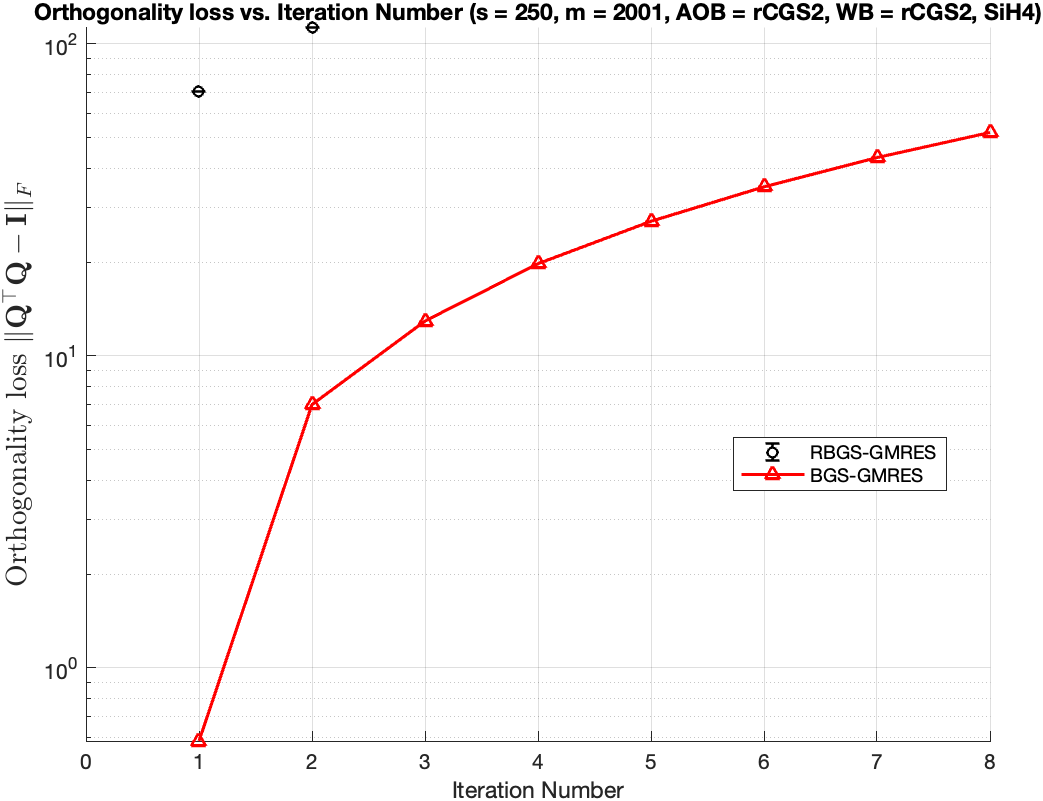 Orthogonality loss vs. Iteration Number (s = 250, m = 2001, AOB = rCGS2, WB = rCGS2, SiH4)
Orthogonality loss ||Q^⊤Q − I||_F
10^2
10^1
10^0
RBGS-GMRES
BGS-GMRES
0 1 2 3 4 5 6 7 8
Iteration Number